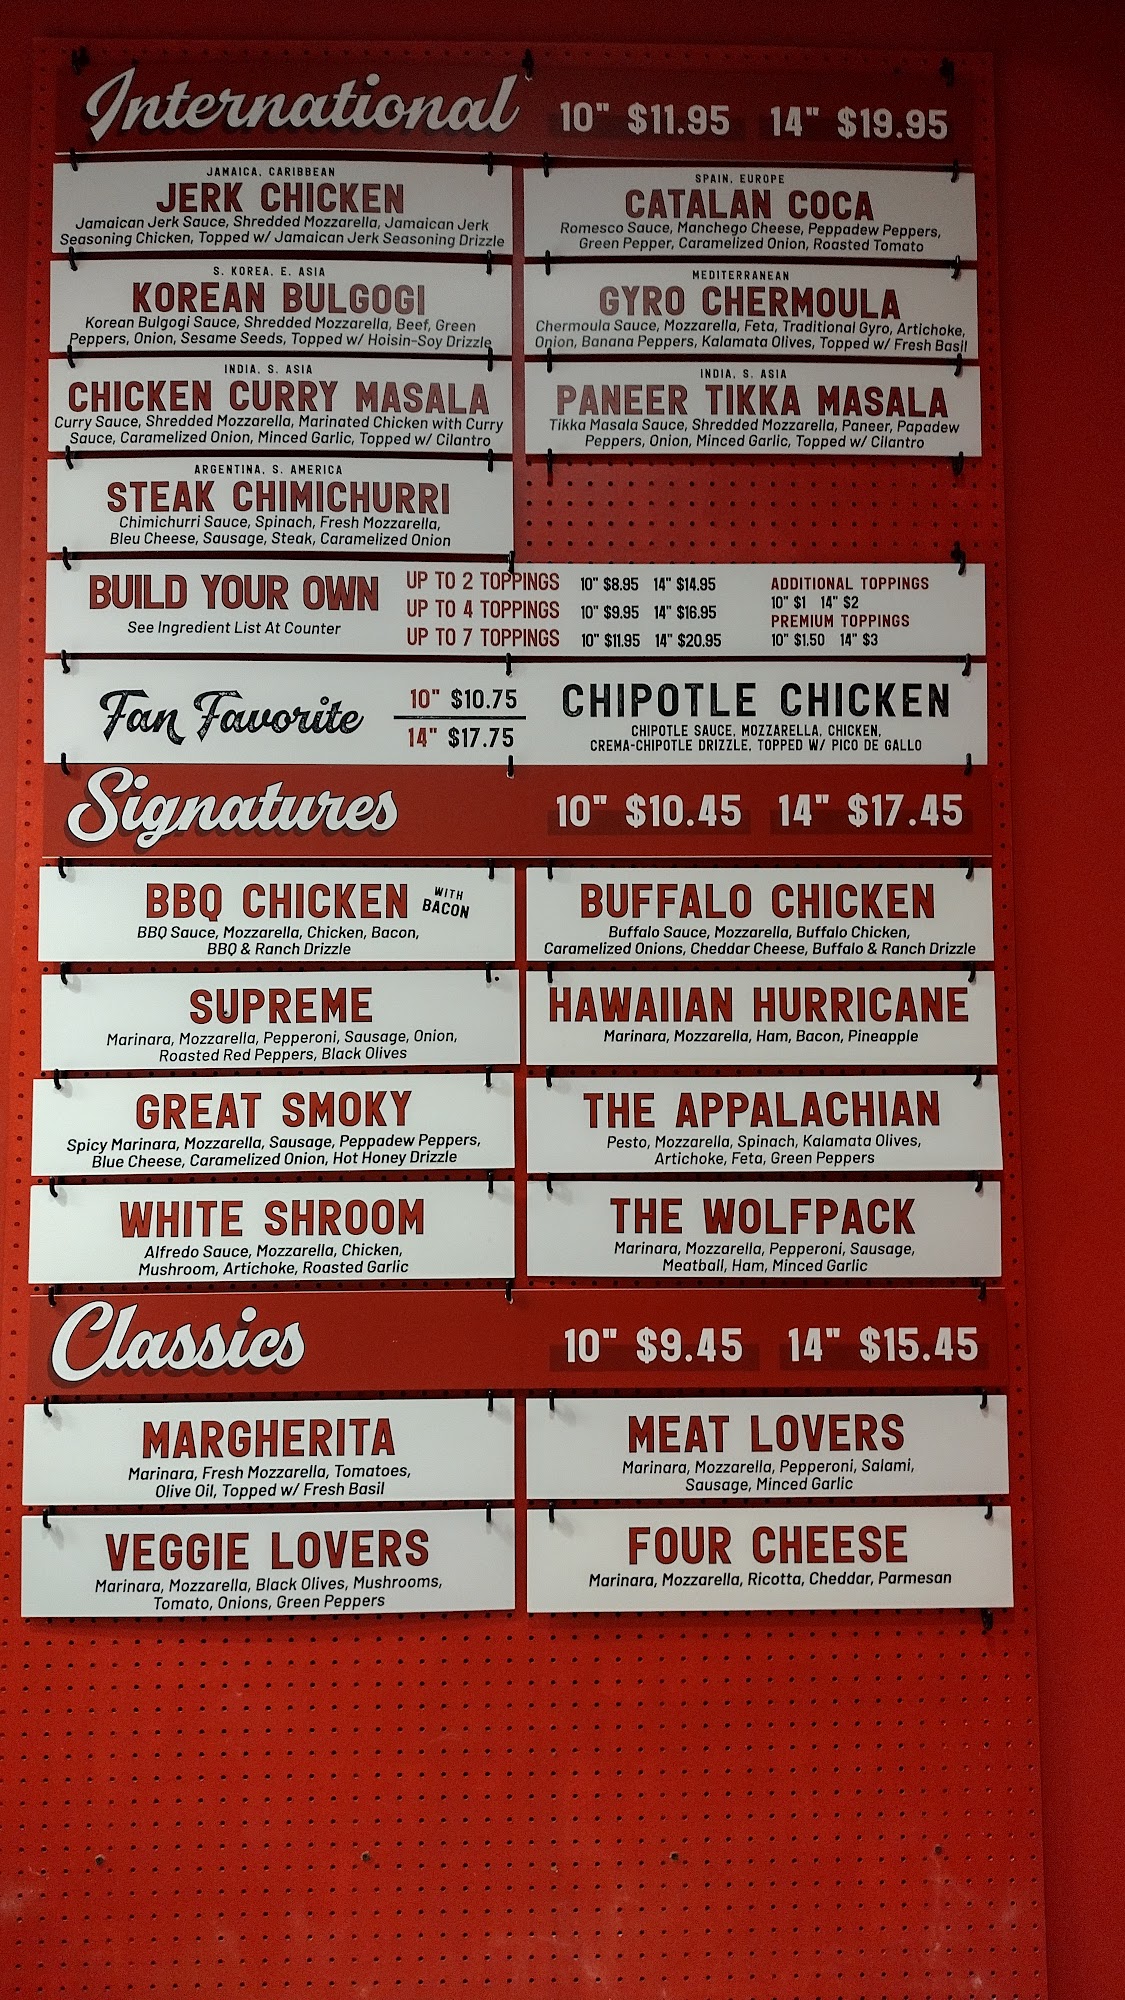 International 10" $11.95 14" $19.95
JAMAICA, CARIBBEAN
JERK CHICKEN
Jamaican Jerk Sauce, Shredded Mozzarella, Jamaican Jerk
Seasoning Chicken, Topped w/ Jamaican Jerk Seasoning Drizzle
SPAIN, EUROPE
CATALAN COCA
Romesco Sauce, Manchego Cheese, Peppadew Peppers,
Green Pepper, Caramelized Onion, Roasted Tomato
S. KOREA, E. ASIA
KOREAN BULGOGI
Korean Bulgogi Sauce, Shredded Mozzarella, Beef, Green
Peppers, Onion, Sesame Seeds, Topped w/ Hoisin-Soy Drizzle
MEDITERRANEAN
GYRO CHERMOULA
Chermoula Sauce, Mozzarella, Feta, Traditional Gyro, Artichoke,
Onion, Banana Peppers, Kalamata Olives, Topped w/ Fresh Basil
INDIA, S. ASIA
CHICKEN CURRY MASALA
Curry Sauce, Shredded Mozzarella, Marinated Chicken with Curry
Sauce, Caramelized Onion, Minced Garlic, Topped w/ Cilantro
INDIA, S. ASIA
PANEER TIKKA MASALA
Tikka Masala Sauce, Shredded Mozzarella, Paneer, Papadew
Peppers, Onion, Minced Garlic, Topped w/ Cilantro
ARGENTINA, S. AMERICA
STEAK CHIMICHURRI
Chimichurri Sauce, Spinach, Fresh Mozzarella,
Bleu Cheese, Sausage, Steak, Caramelized Onion
BUILD YOUR OWN
See Ingredient List At Counter
UP TO 2 TOPPINGS 10" $8.95 14" $14.95
UP TO 4 TOPPINGS 10" $9.95 14" $16.95
UP TO 7 TOPPINGS 10" $11.95 14" $20.95
ADDITIONAL TOPPINGS
10" $1 14" $2
PREMIUM TOPPINGS
10" $1.50 14" $3
Fan Favorite
10" $10.75
14" $17.75
CHIPOTLE CHICKEN
CHIPOTLE SAUCE, MOZZARELLA, CHICKEN,
CREMA-CHIPOTLE DRIZZLE, TOPPED W/ PICO DE GALLO
Signatures 10" $10.45 14" $17.45
BBQ CHICKEN WITH BACON
BBQ Sauce, Mozzarella, Chicken, Bacon,
BBQ & Ranch Drizzle
BUFFALO CHICKEN
Buffalo Sauce, Mozzarella, Buffalo Chicken,
Caramelized Onions, Cheddar Cheese, Buffalo & Ranch Drizzle
SUPREME
Marinara, Mozzarella, Pepperoni, Sausage, Onion,
Roasted Red Peppers, Black Olives
HAWAIIAN HURRICANE
Marinara, Mozzarella, Ham, Bacon, Pineapple
GREAT SMOKY
Spicy Marinara, Mozzarella, Sausage, Peppadew Peppers,
Blue Cheese, Caramelized Onion, Hot Honey Drizzle
THE APPALACHIAN
Pesto, Mozzarella, Spinach, Kalamata Olives,
Artichoke, Feta, Green Peppers
WHITE SHROOM
Alfredo Sauce, Mozzarella, Chicken,
Mushroom, Artichoke, Roasted Garlic
THE WOLFPACK
Marinara, Mozzarella, Pepperoni, Sausage,
Meatball, Ham, Minced Garlic
Classics 10" $9.45 14" $15.45
MARGHERITA
Marinara, Fresh Mozzarella, Tomatoes,
Olive Oil, Topped w/ Fresh Basil
MEAT LOVERS
Marinara, Mozzarella, Pepperoni, Salami,
Sausage, Minced Garlic
VEGGIE LOVERS
Marinara, Mozzarella, Black Olives, Mushrooms,
Tomato, Onions, Green Peppers
FOUR CHEESE
Marinara, Mozzarella, Ricotta, Cheddar, Parmesan